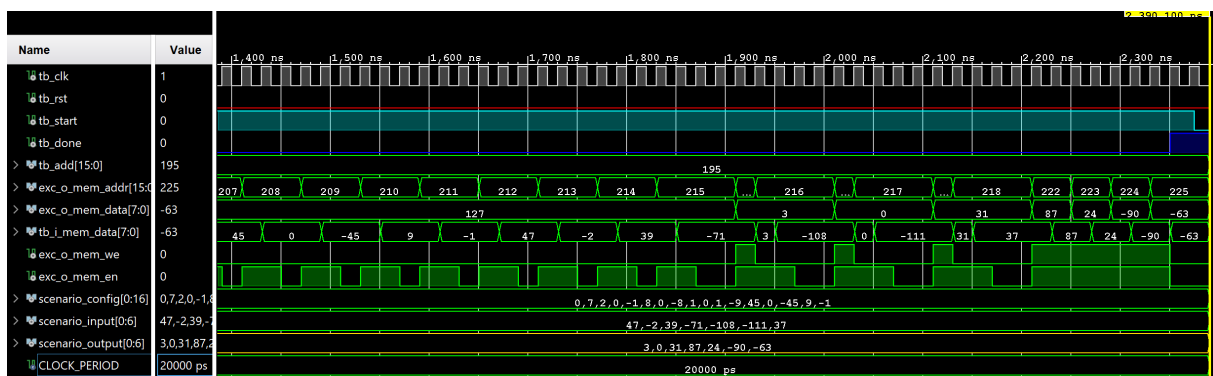 2,390,100 ns
Name Value
1,400 ns 1,500 ns 1,600 ns 1,700 ns 1,800 ns 1,900 ns 2,000 ns 2,100 ns 2,200 ns 2,300 ns
tb_clk 1
tb_rst 0
tb_start 0
tb_done 0
tb_add[15:0] 195 195
exc_o_mem_addr[15:0 225 207 208 209 210 211 212 213 214 215 ... 216 ... 217 ... 218 222 223 224 225
exc_o_mem_data[7:0] -63 127 3 0 31 87 24 -90 -63
tb_i_mem_data[7:0] -63 45 0 -45 9 -1 47 -2 39 -71 3 -108 0 -111 31 37 87 24 -90 -63
exc_o_mem_we 0
exc_o_mem_en 0
scenario_config[0:16] 0,7,2,0,-1,8 0,7,2,0,-1,8,0,-8,1,0,1,-9,45,0,-45,9,-1
scenario_input[0:6] 47,-2,39,-7 47,-2,39,-71,-108,-111,37
scenario_output[0:6] 3,0,31,87,2 3,0,31,87,24,-90,-63
CLOCK_PERIOD 20000 ps 20000 ps